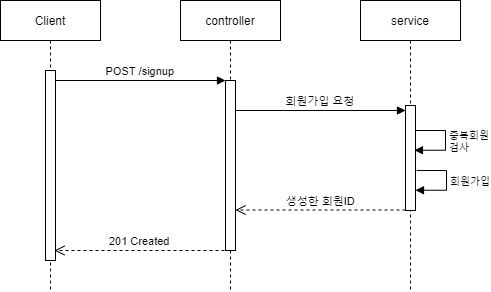 Client
controller
service
POST /signup
회원가입 요청
중복회원
검사
회원가입
생성한 회원ID
201 Created